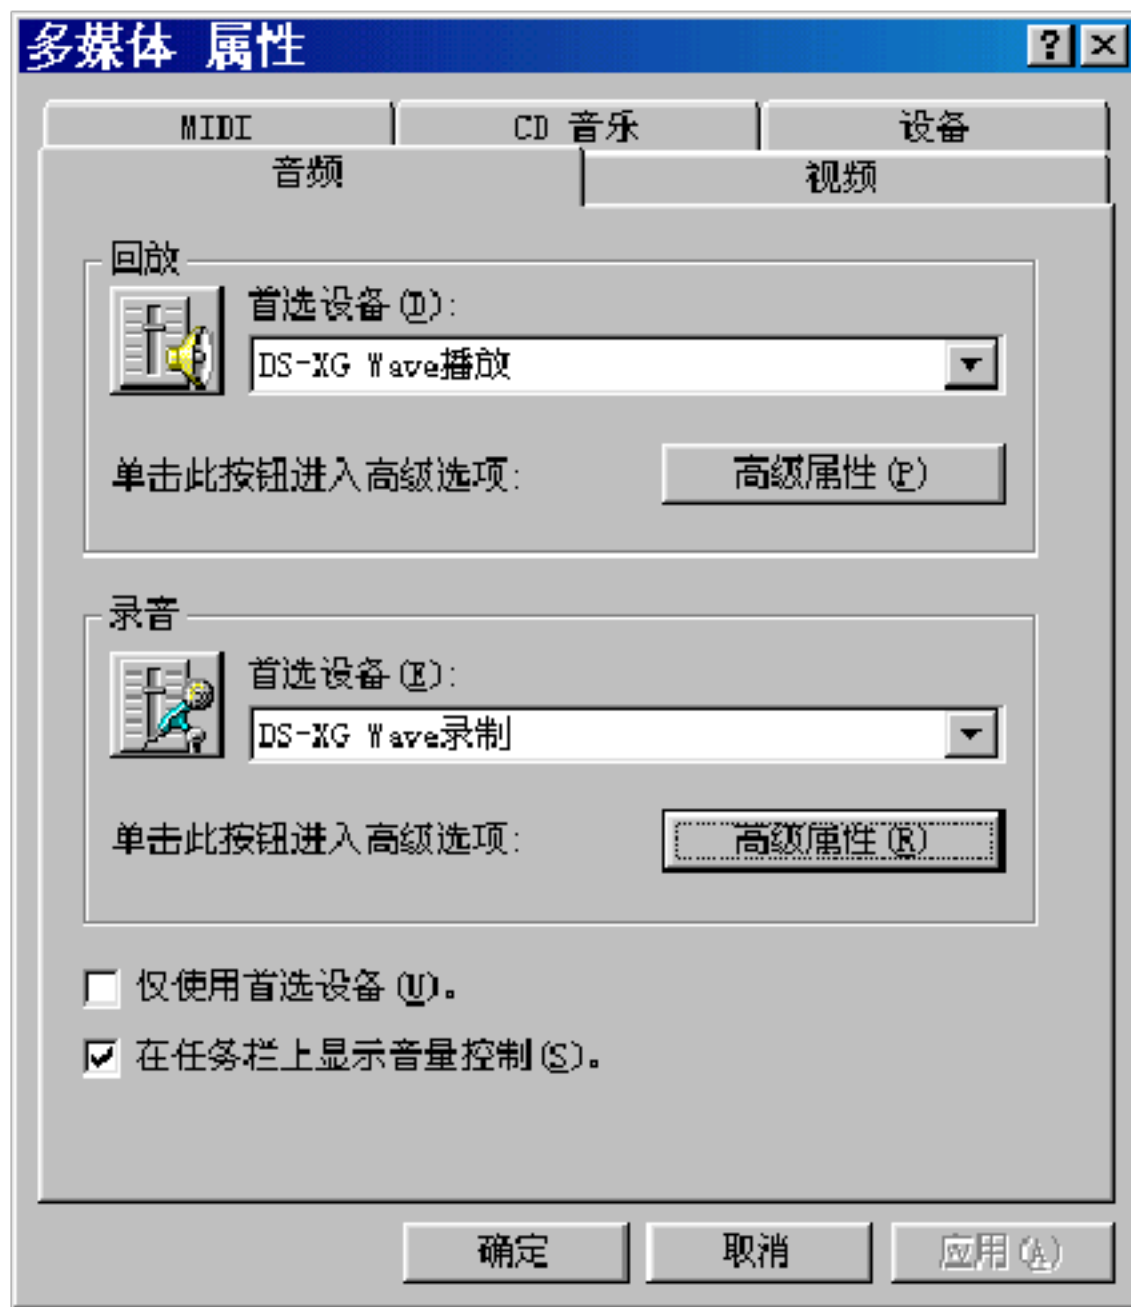 多媒体 属性
MIDI CD 音乐 设备
音频 视频
回放
首选设备(D):
DS-XG Wave播放
单击此按钮进入高级选项: 高级属性(P)
录音
首选设备(E):
DS-XG Wave录制
单击此按钮进入高级选项: 高级属性(R)
仅使用首选设备(U)。
在任务栏上显示音量控制(S)。
确定 取消 应用(A)